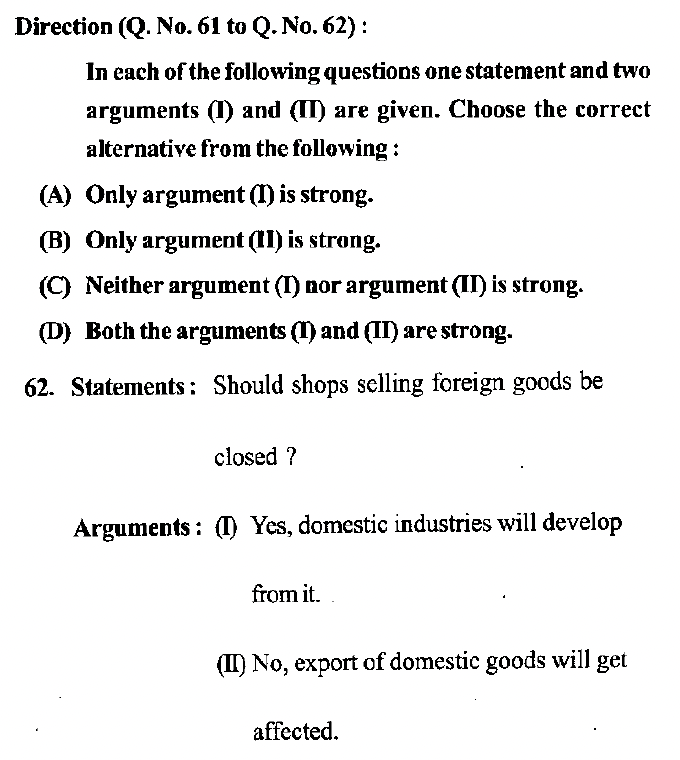 Direction (Q. No. 61 to Q. No. 62) :
In each of the following questions one statement and two
arguments (I) and (II) are given. Choose the correct
alternative from the following :
(A) Only argument (I) is strong.
(B) Only argument (II) is strong.
(C) Neither argument (I) nor argument (II) is strong.
(D) Both the arguments (I) and (II) are strong.
62. Statements : Should shops selling foreign goods be
closed ?
Arguments : (I) Yes, domestic industries will develop
from it.
(II) No, export of domestic goods will get
affected.